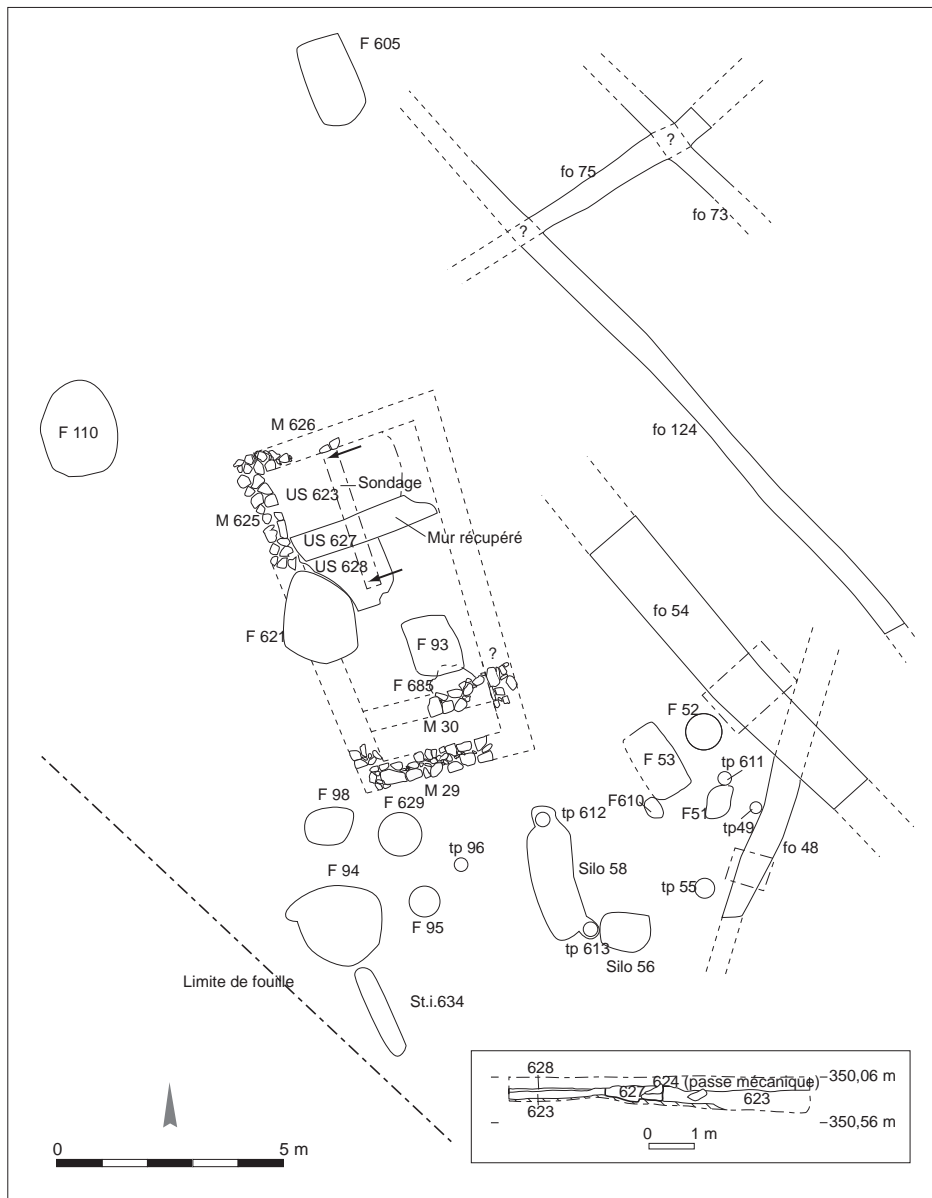 F 605
?
fo 75
fo 73
?
F 110
M 626
Sondage
US 623
fo 124
M 625
Mur récupéré
US 627
US 628
fo 54
F 621
F 93
?
F 685
F 52
M 30
F 53
tp 611
M 29
F 98
F 629
F610
F51
tp49
tp 612
fo 48
tp 96
F 94
Silo 58
tp 55
F 95
tp 613
Silo 56
Limite de fouille
St.i.634
628
624 (passe mécanique)
350,06 m
627
623
623
350,56 m
0 1 m
0 5 m